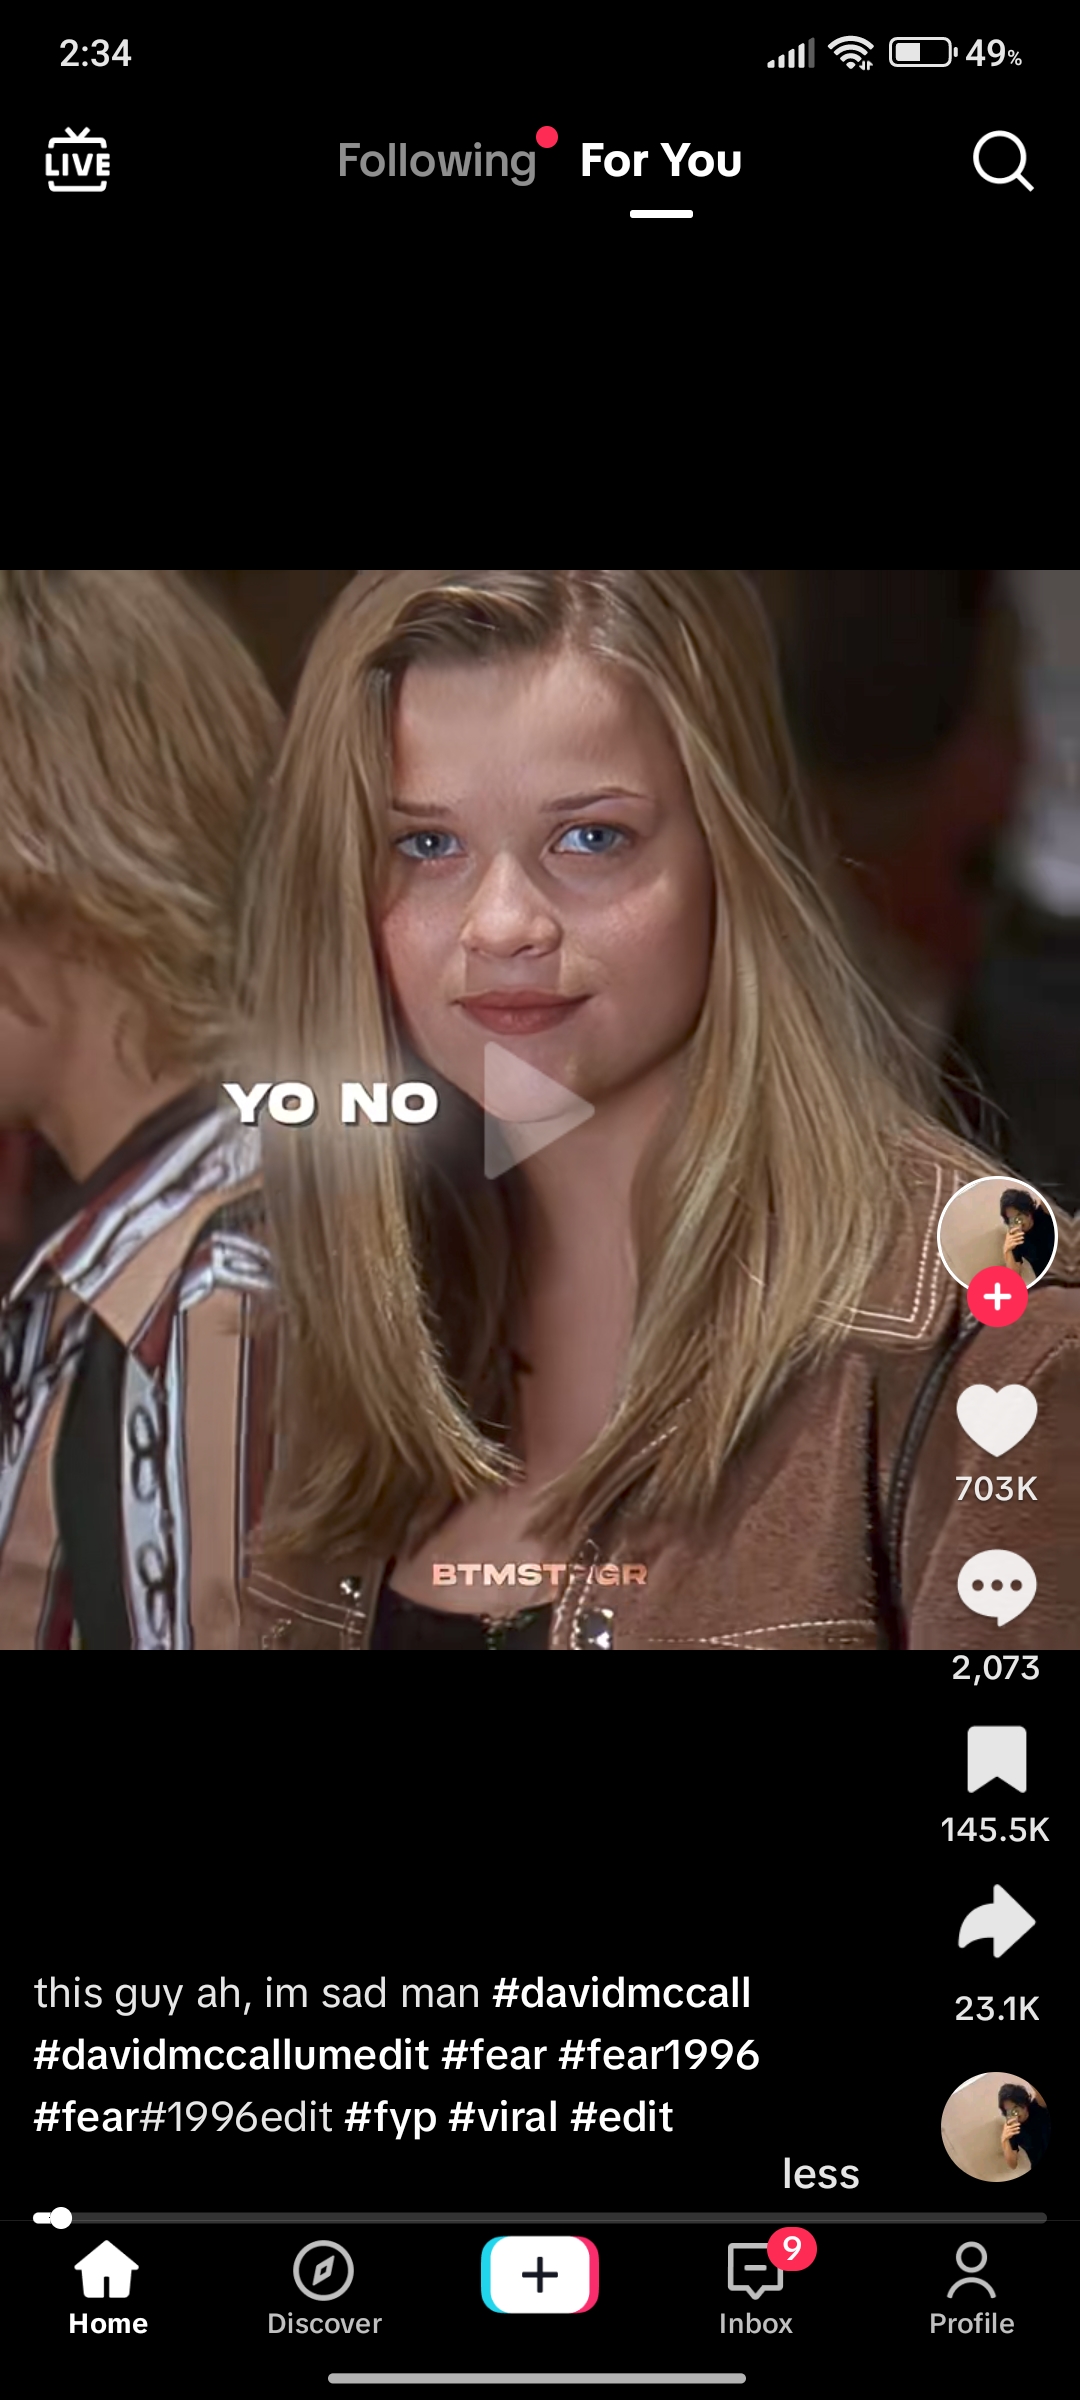 2:34
49%
LIVE
Following
For You
YO NO
703K
BTMST
GR
2,073
145.5K
23.1K
this guy ah, im sad man #davidmccall
#davidmccallumedit #fear #fear1996
#fear#1996edit #fyp #viral #edit
less
Home
Discover
9
Inbox
Profile